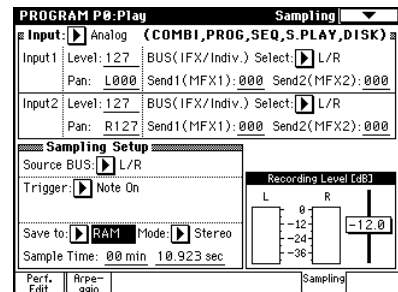 PROGRAM P0:Play Sampling
Input: Analog (COMBI,PROG,SEQ,S.PLAY,DISK)
Input1 Level: 127 BUS(IFX/Indiv.) Select: L/R
Pan: L000 Send1(MFX1): 000 Send2(MFX2): 000
Input2 Level: 127 BUS(IFX/Indiv.) Select: L/R
Pan: R127 Send1(MFX1): 000 Send2(MFX2): 000
Sampling Setup
Source BUS: L/R
Trigger: Note On
Save to: RAM Mode: Stereo
Sample Time: 00 min 10.923 sec
Recording Level [dB]
L R
0
-12
-24
-36
-12.0
Perf. Edit
Arpe-ggio
Sampling